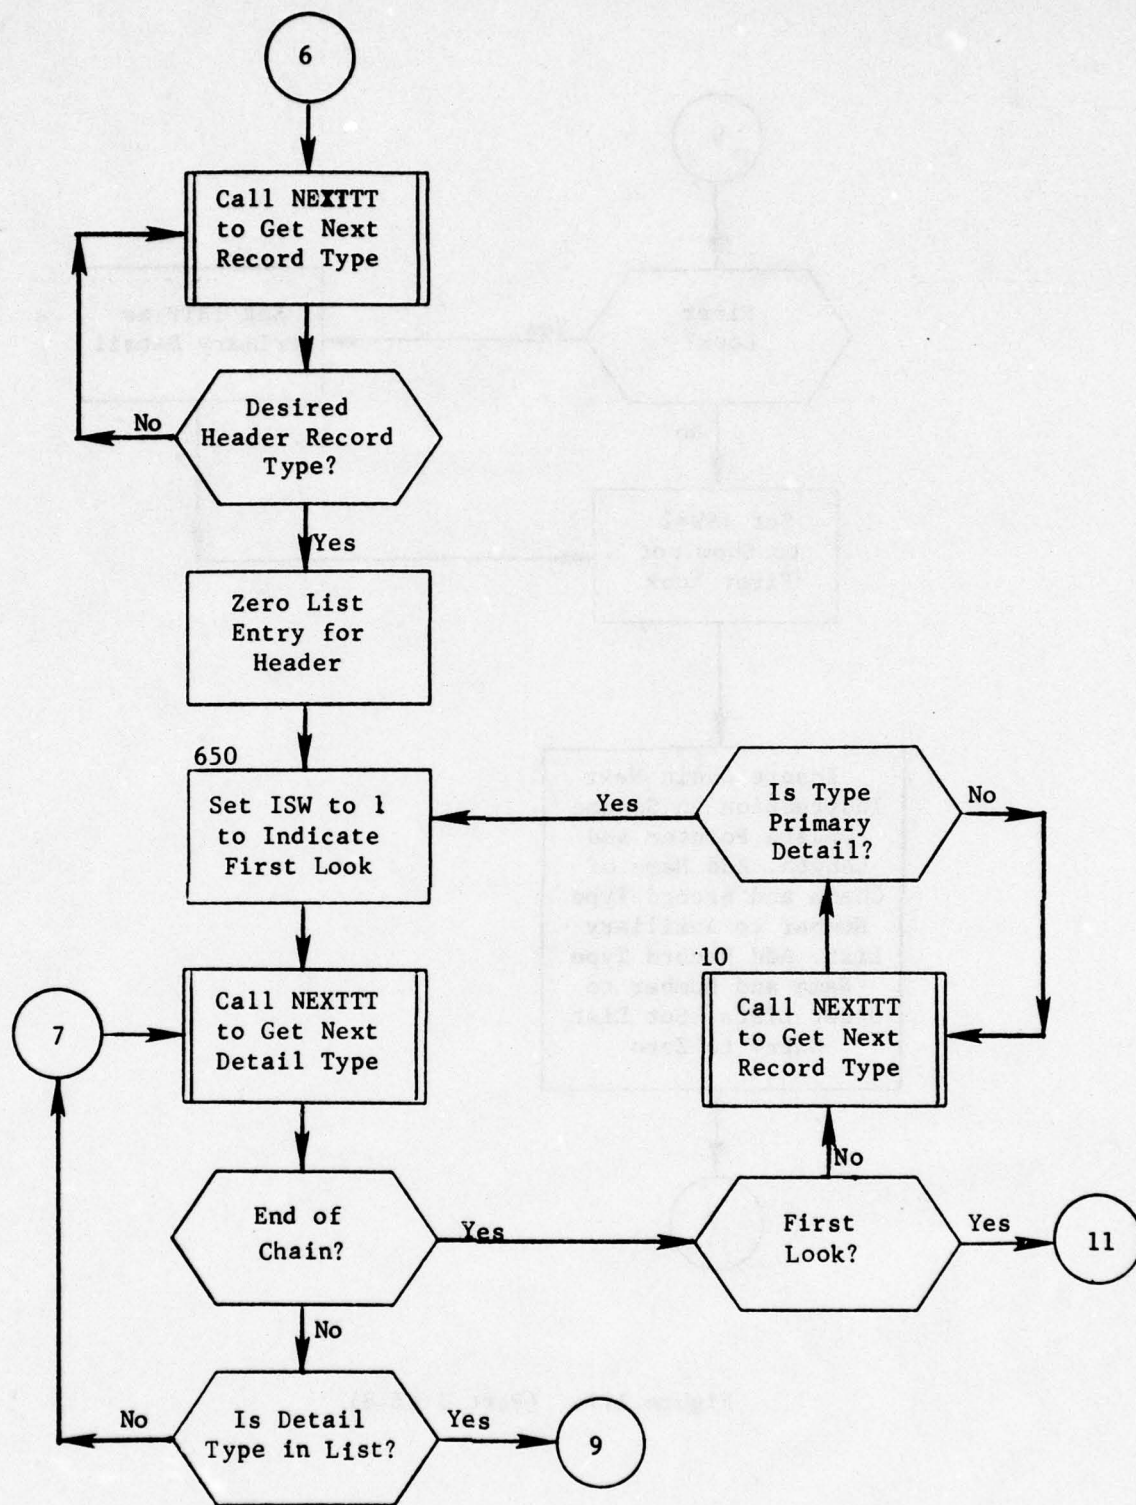 6
Call NEXTTT
to Get Next
Record Type
Desired
Header Record
Type?
No
Yes
Zero List
Entry for
Header
650
Set ISW to 1
to Indicate
First Look
Yes
Is Type
Primary
Detail?
No
7
Call NEXTTT
to Get Next
Detail Type
10
Call NEXTTT
to Get Next
Record Type
No
End of
Chain?
Yes
First
Look?
Yes
11
No
No
Is Detail
Type in List?
Yes
9